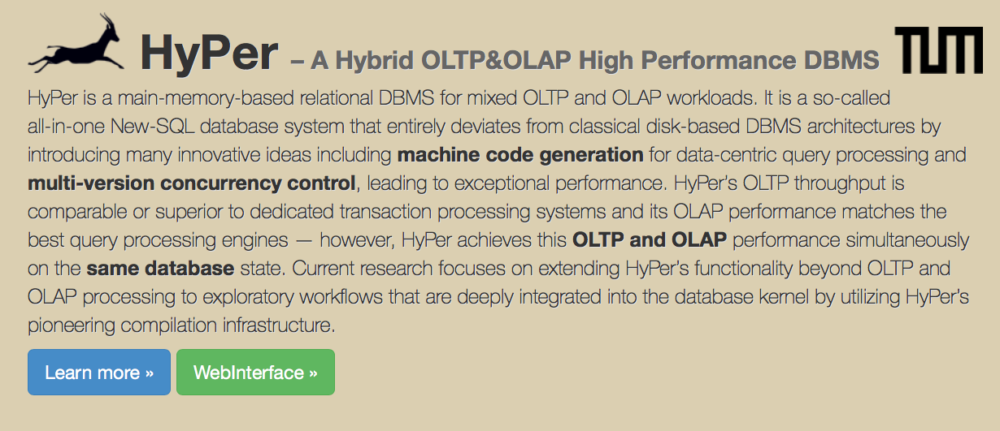 HyPer – A Hybrid OLTP&OLAP High Performance DBMS TUM
HyPer is a main-memory-based relational DBMS for mixed OLTP and OLAP workloads. It is a so-called
all-in-one New-SQL database system that entirely deviates from classical disk-based DBMS architectures by
introducing many innovative ideas including machine code generation for data-centric query processing and
multi-version concurrency control, leading to exceptional performance. HyPer’s OLTP throughput is
comparable or superior to dedicated transaction processing systems and its OLAP performance matches the
best query processing engines — however, HyPer achieves this OLTP and OLAP performance simultaneously
on the same database state. Current research focuses on extending HyPer’s functionality beyond OLTP and
OLAP processing to exploratory workflows that are deeply integrated into the database kernel by utilizing HyPer’s
pioneering compilation infrastructure.
Learn more » WebInterface »